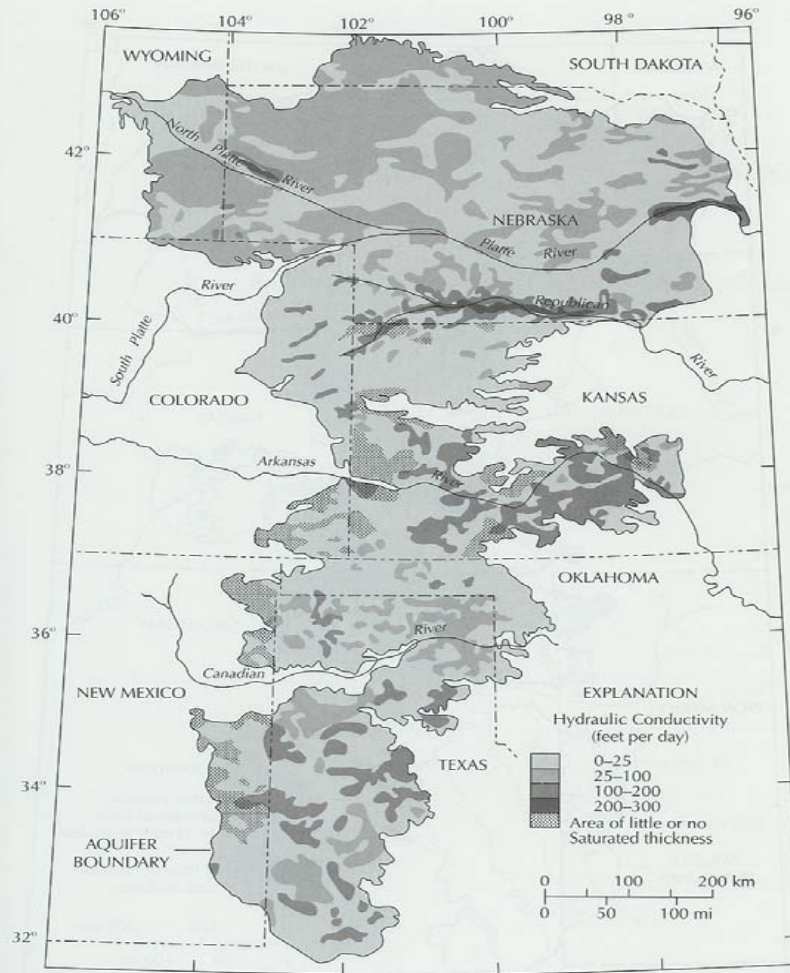 106° 104° 102° 100° 98° 96°
WYOMING
SOUTH DAKOTA
106°
North Platte River
42°
NEBRASKA
Platte River
River
Republican
40°
South Platte
River
COLORADO
KANSAS
Arkansas
38°
River
OKLAHOMA
36°
River
Canadian
NEW MEXICO
EXPLANATION
Hydraulic Conductivity
(feet per day)
TEXAS
0–25
25–100
100–200
200–300
34°
Area of little or no
Saturated thickness
AQUIFER
BOUNDARY
0 100 200 km
0 50 100 mi
32°